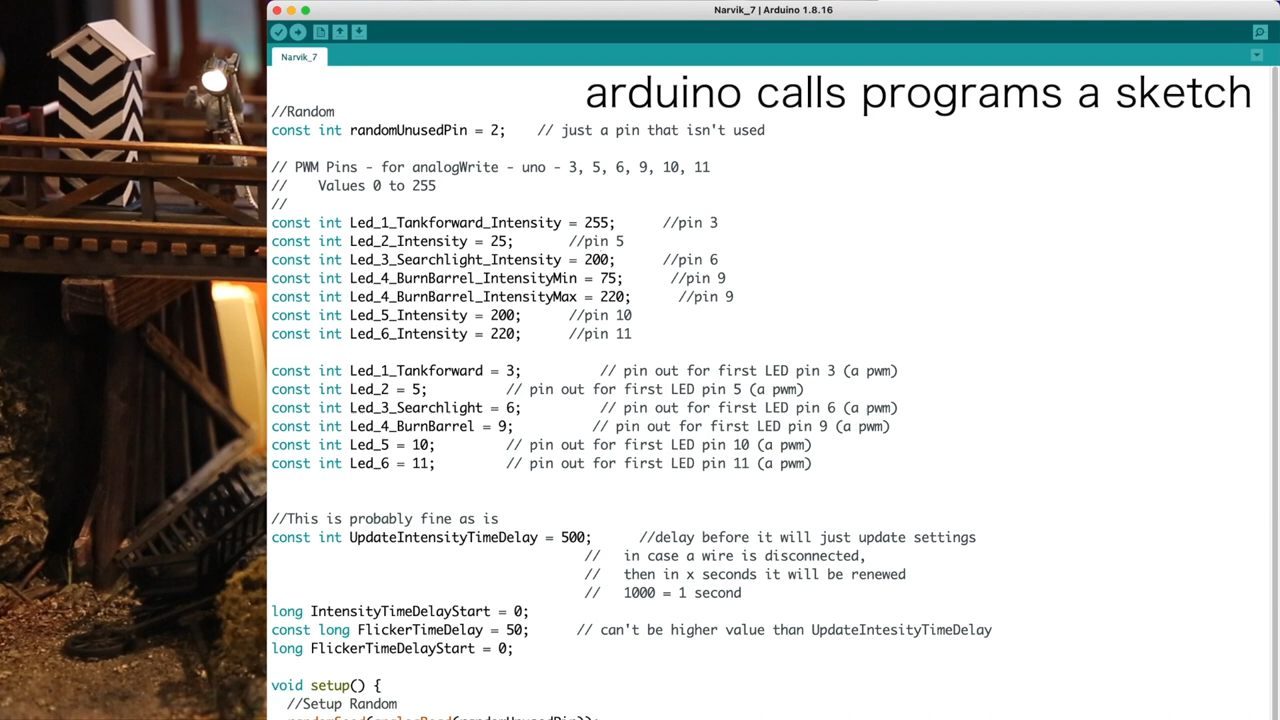 Narvik_7 | Arduino 1.8.16
Narvik_7
arduino calls programs a sketch
//Random
const int randomUnusedPin = 2;    // just a pin that isn't used
// PWM Pins - for analogWrite - uno - 3, 5, 6, 9, 10, 11
//    Values 0 to 255
//
const int Led_1_Tankforward_Intensity = 255;      //pin 3
const int Led_2_Intensity = 25;       //pin 5
const int Led_3_Searchlight_Intensity = 200;      //pin 6
const int Led_4_BurnBarrel_IntensityMin = 75;      //pin 9
const int Led_4_BurnBarrel_IntensityMax = 220;      //pin 9
const int Led_5_Intensity = 200;      //pin 10
const int Led_6_Intensity = 220;      //pin 11
const int Led_1_Tankforward = 3;          // pin out for first LED pin 3 (a pwm)
const int Led_2 = 5;          // pin out for first LED pin 5 (a pwm)
const int Led_3_Searchlight = 6;          // pin out for first LED pin 6 (a pwm)
const int Led_4_BurnBarrel = 9;          // pin out for first LED pin 9 (a pwm)
const int Led_5 = 10;         // pin out for first LED pin 10 (a pwm)
const int Led_6 = 11;         // pin out for first LED pin 11 (a pwm)
//This is probably fine as is
const int UpdateIntensityTimeDelay = 500;      //delay before it will just update settings
//   in case a wire is disconnected,
//   then in x seconds it will be renewed
//   1000 = 1 second
long IntensityTimeDelayStart = 0;
const long FlickerTimeDelay = 50;      // can't be higher value than UpdateIntesityTimeDelay
long FlickerTimeDelayStart = 0;
void setup() {
//Setup Random
randomSeed(analogRead(randomUnusedPin));